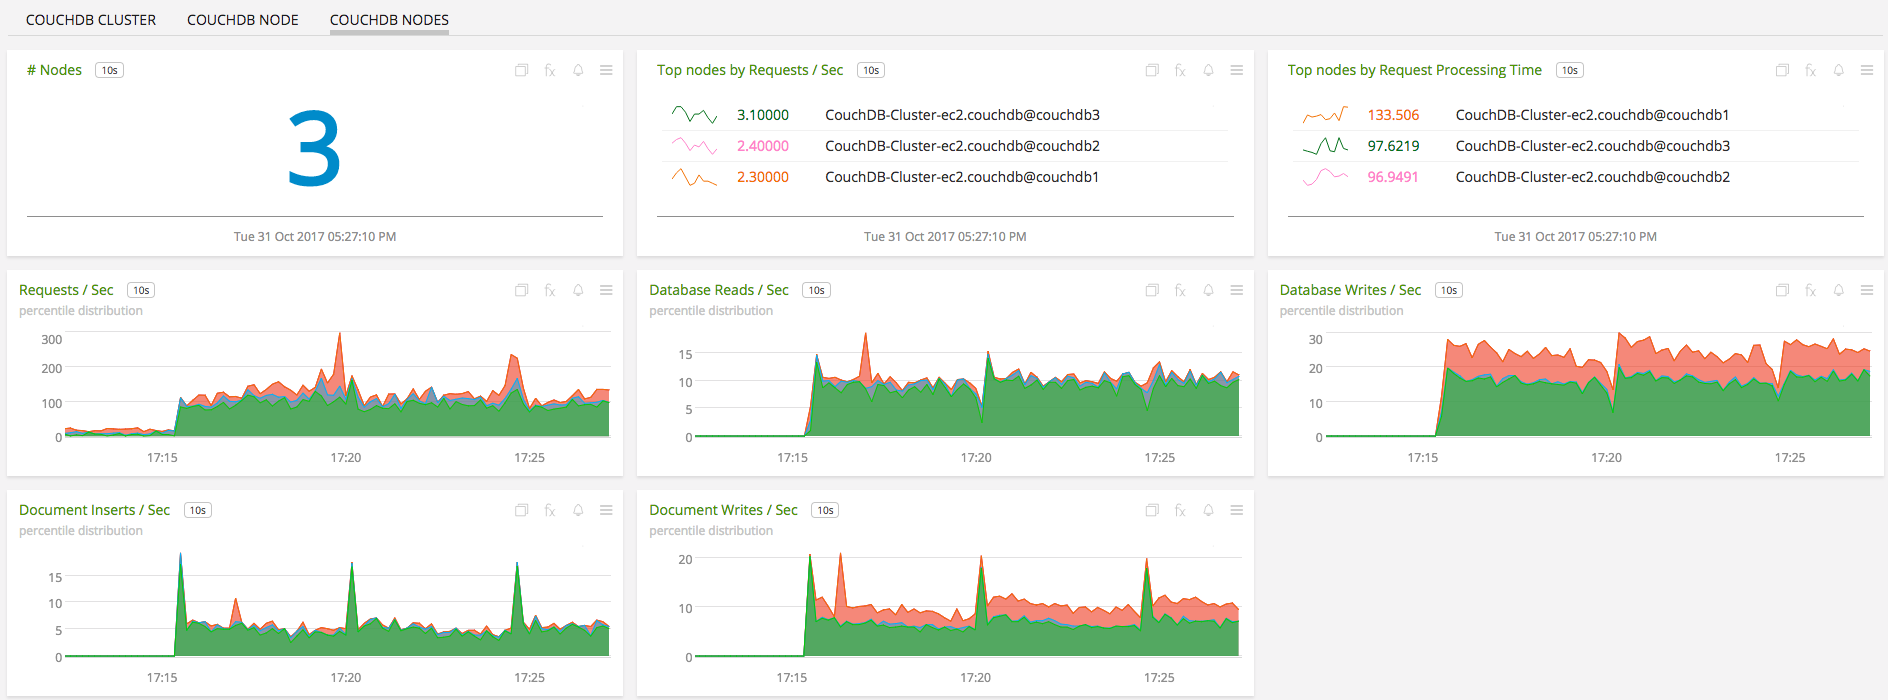 COUCHDB CLUSTER COUCHDB NODE COUCHDB NODES
# Nodes 10s fx
3
Tue 31 Oct 2017 05:27:10 PM
Top nodes by Requests / Sec 10s fx
3.10000 CouchDB-Cluster-ec2.couchdb@couchdb3
2.40000 CouchDB-Cluster-ec2.couchdb@couchdb2
2.30000 CouchDB-Cluster-ec2.couchdb@couchdb1
Tue 31 Oct 2017 05:27:10 PM
Top nodes by Request Processing Time 10s fx
133.506 CouchDB-Cluster-ec2.couchdb@couchdb1
97.6219 CouchDB-Cluster-ec2.couchdb@couchdb3
96.9491 CouchDB-Cluster-ec2.couchdb@couchdb2
Tue 31 Oct 2017 05:27:10 PM
Requests / Sec 10s fx
percentile distribution
300
200
100
0
17:15 17:20 17:25
Database Reads / Sec 10s fx
percentile distribution
15
10
5
0
17:15 17:20 17:25
Database Writes / Sec 10s fx
percentile distribution
30
20
10
0
17:15 17:20 17:25
Document Inserts / Sec 10s fx
percentile distribution
15
10
5
0
17:15 17:20 17:25
Document Writes / Sec 10s fx
percentile distribution
20
10
0
17:15 17:20 17:25